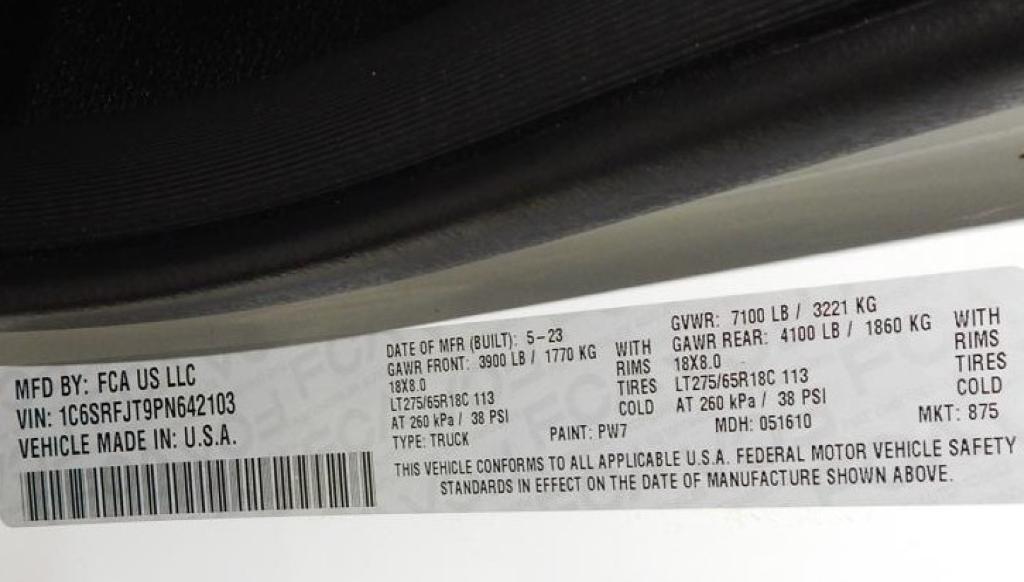 MFD BY: FCA US LLC
VIN: 1C6SRFJT9PN642103
VEHICLE MADE IN: U.S.A.
DATE OF MFR (BUILT): 5-23
GAWR FRONT: 3900 LB / 1770 KG WITH
18X8.0 RIMS
LT275/65R18C 113 TIRES
AT 260 kPa / 38 PSI COLD
TYPE: TRUCK PAINT: PW7
GVWR: 7100 LB / 3221 KG
GAWR REAR: 4100 LB / 1860 KG WITH
18X8.0 RIMS
LT275/65R18C 113 TIRES
AT 260 kPa / 38 PSI COLD
MDH: 051610 MKT: 875
THIS VEHICLE CONFORMS TO ALL APPLICABLE U.S.A. FEDERAL MOTOR VEHICLE SAFETY
STANDARDS IN EFFECT ON THE DATE OF MANUFACTURE SHOWN ABOVE.